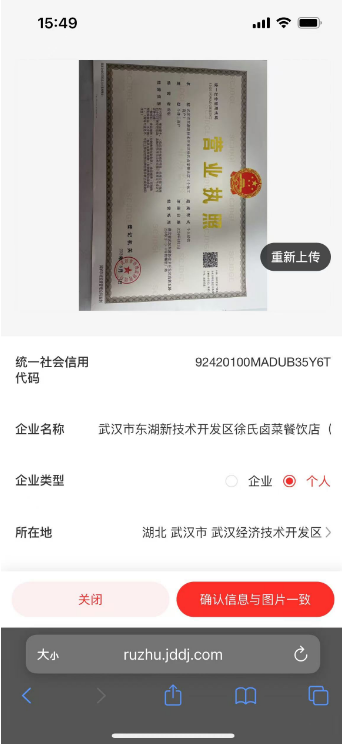 15:49
营业执照
重新上传
统一社会信用
代码
92420100MADUB35Y6T
企业名称
武汉市东湖新技术开发区徐氏卤菜餐饮店（
企业类型
企业
个人
所在地
湖北 武汉市 武汉经济技术开发区
关闭
确认信息与图片一致
大小
ruzhu.jddj.com